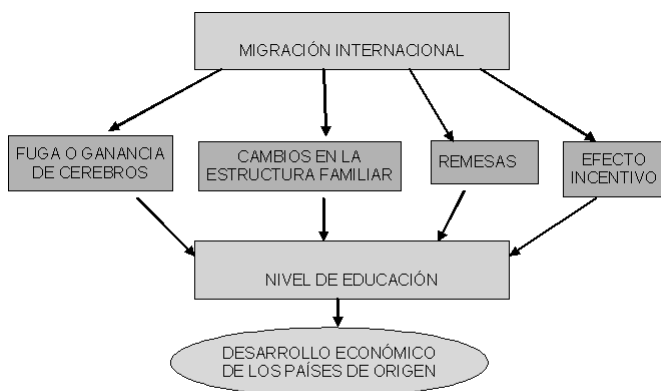 MIGRACIÓN INTERNACIONAL
FUGA O GANANCIA
DE CEREBROS
CAMBIOS EN LA
ESTRUCTURA FAMILIAR
REMESAS
EFECTO
INCENTIVO
NIVEL DE EDUCACIÓN
DESARROLLO ECONÓMICO
DE LOS PAÍSES DE ORIGEN